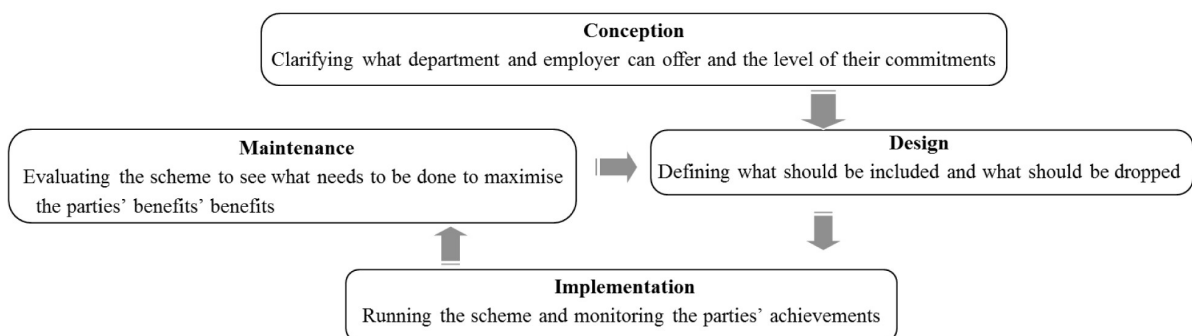 Conception
Clarifying what department and employer can offer and the level of their commitments
Maintenance
Evaluating the scheme to see what needs to be done to maximise
the parties’ benefits’ benefits
Design
Defining what should be included and what should be dropped
Implementation
Running the scheme and monitoring the parties’ achievements